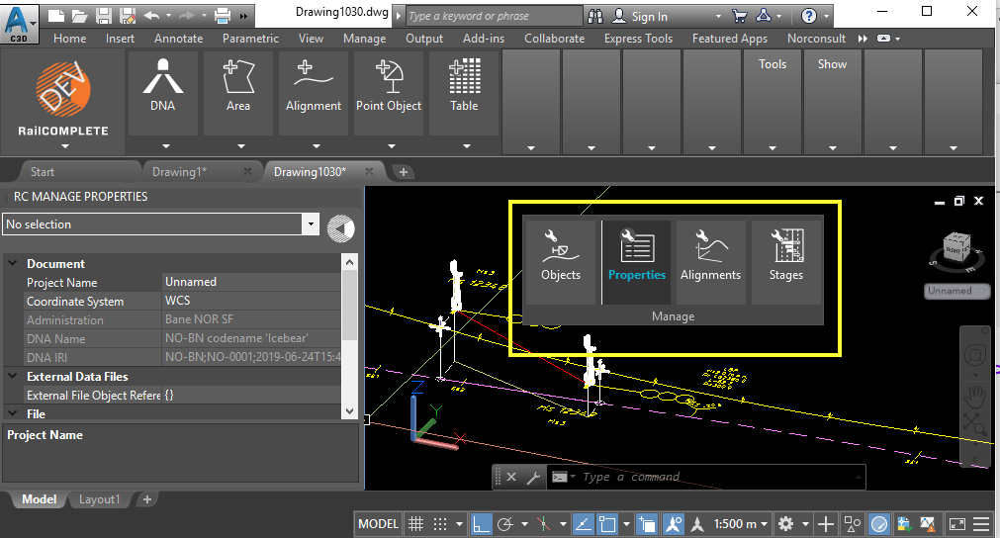 Drawing1030.dwg
Type a keyword or phrase
Sign In
C3D
Home Insert Annotate Parametric View Manage Output Add-ins Collaborate Express Tools Featured Apps Norconsult
DEV
RailCOMPLETE
DNA
Area
Alignment
Point Object
Table
Tools
Show
Start
Drawing1*
Drawing1030*
RC MANAGE PROPERTIES
No selection
Document
Project Name Unnamed
Coordinate System WCS
Administration Bane NOR SF
DNA Name NO-BN codename 'Icebear'
DNA IRI NO-BN;NO-0001;2019-06-24T15:4
External Data Files
External File Object Refere {}
File
Project Name
Objects
Properties
Alignments
Stages
Manage
FRONT
Unnamed
Z
Y
X
Type a command
Model
Layout1
MODEL
1:500 m